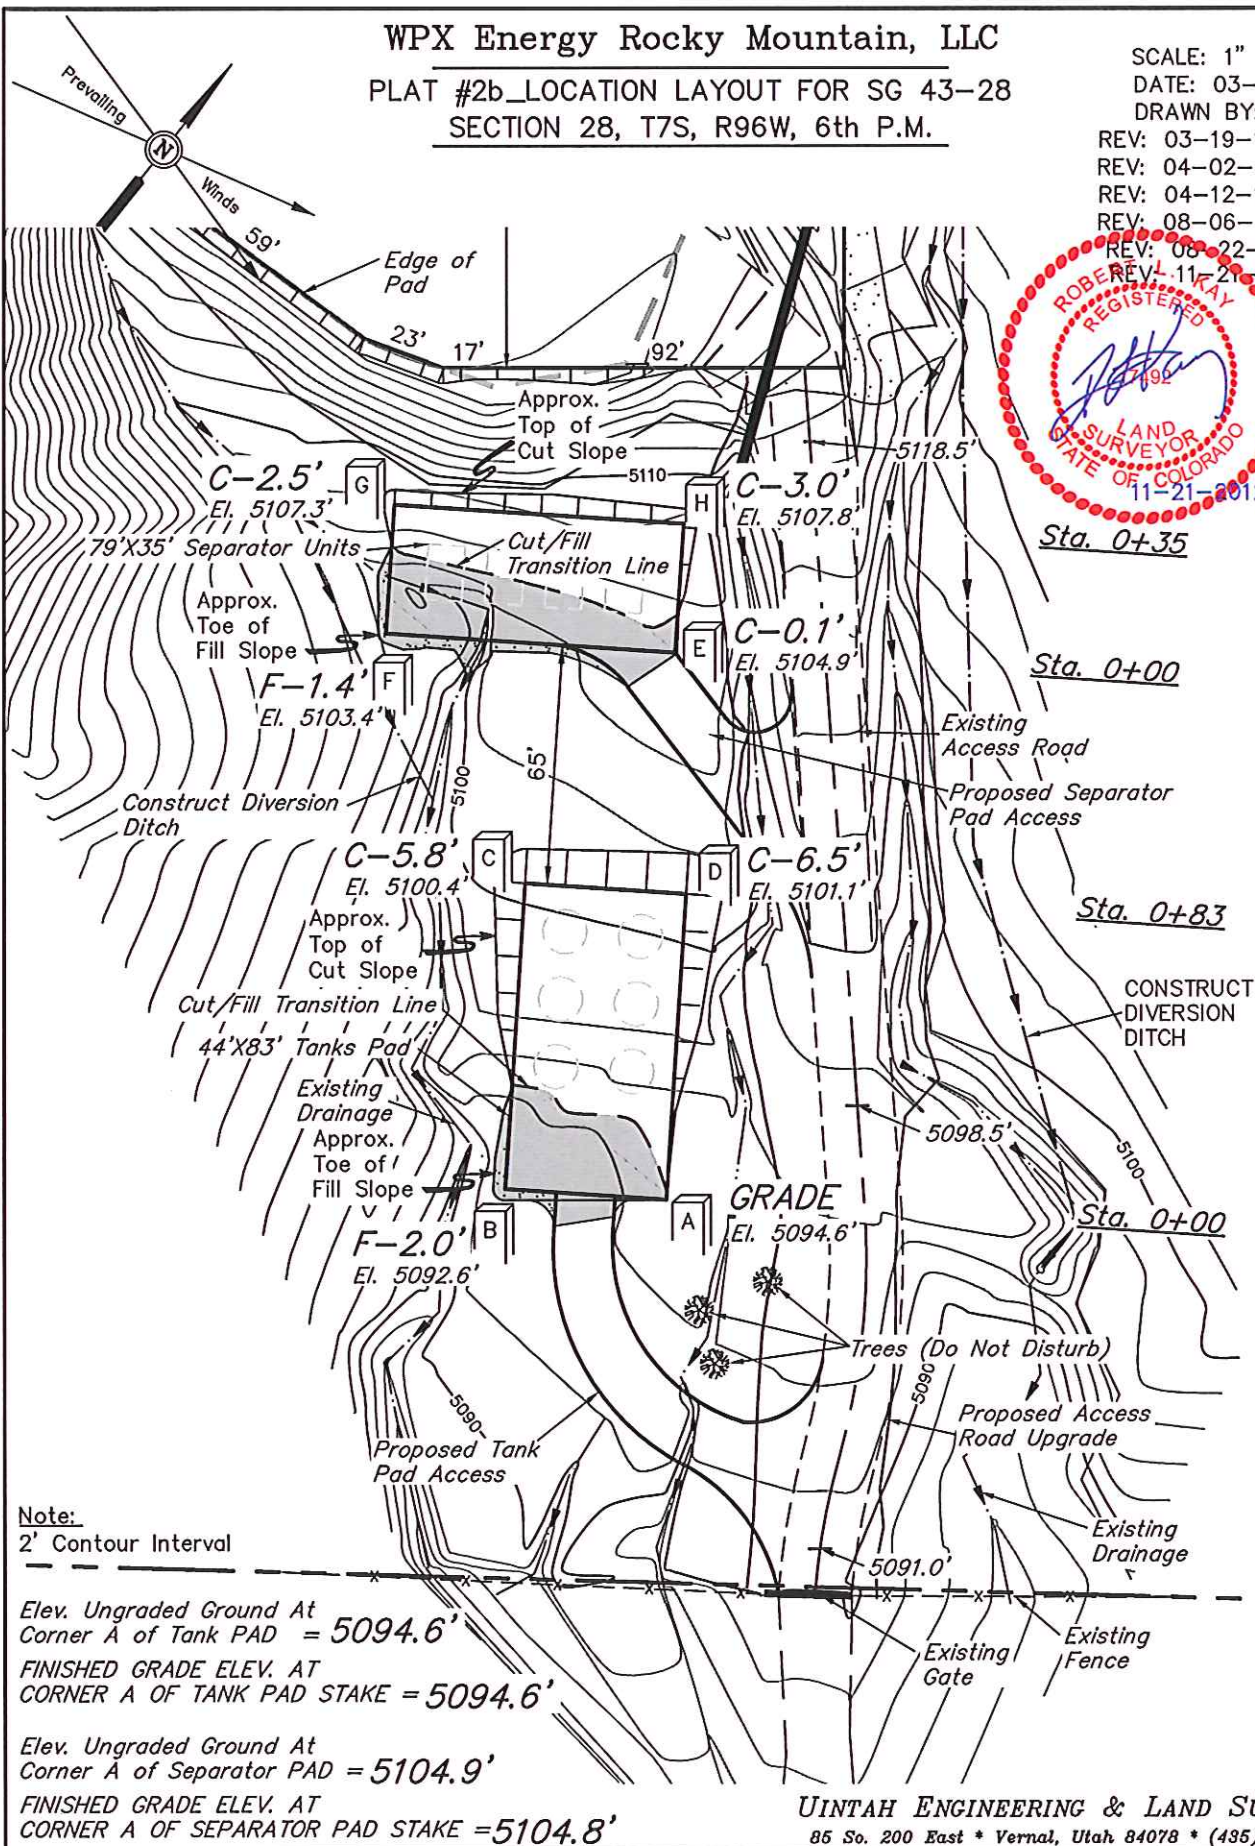 WPX Energy Rocky Mountain, LLC
PLAT #2b_LOCATION LAYOUT FOR SG 43-28
SECTION 28, T7S, R96W, 6th P.M.
SCALE: 1"
DATE: 03-
DRAWN BY:
REV: 03-19-
REV: 04-02-
REV: 04-12-
REV: 08-06-
REV: 08-22-
REV: 11-21-
ROBERT L. KAY
REGISTERED
LAND
SURVEYOR
STATE OF COLORADO
Prevailing
N
Winds
59'
Edge of
Pad
23'
17'
92'
Approx.
Top of
Cut Slope
5110
5118.5'
C-2.5'
El. 5107.3'
G
H
C-3.0'
El. 5107.8'
Sta. 0+35
79'X35' Separator Units
Cut/Fill
Transition Line
Approx.
Toe of
Fill Slope
E
C-0.1'
El. 5104.9'
Sta. 0+00
F-1.4'
El. 5103.4'
F
65'
5100
Existing
Access Road
Construct Diversion
Ditch
Proposed Separator
Pad Access
C-5.8'
El. 5100.4'
C
D
C-6.5'
El. 5101.1'
Sta. 0+83
Approx.
Top of
Cut Slope
Cut/Fill Transition Line
44'X83' Tanks Pad
CONSTRUCT
DIVERSION
DITCH
Existing
Drainage
Approx.
Toe of
Fill Slope
5098.5'
5100
B
A
GRADE
El. 5094.6'
Sta. 0+00
F-2.0'
El. 5092.6'
Trees (Do Not Disturb)
5090
5090
Proposed Tank
Pad Access
Proposed Access
Road Upgrade
Note:
2' Contour Interval
Existing
Drainage
5091.0'
Existing
Gate
Existing
Fence
Elev. Ungraded Ground At
Corner A of Tank PAD = 5094.6'
FINISHED GRADE ELEV. AT
CORNER A OF TANK PAD STAKE = 5094.6'
Elev. Ungraded Ground At
Corner A of Separator PAD = 5104.9'
FINISHED GRADE ELEV. AT
CORNER A OF SEPARATOR PAD STAKE =5104.8'
UINTAH ENGINEERING & LAND
85 So. 200 East * Vernal, Utah 84078 * (435)